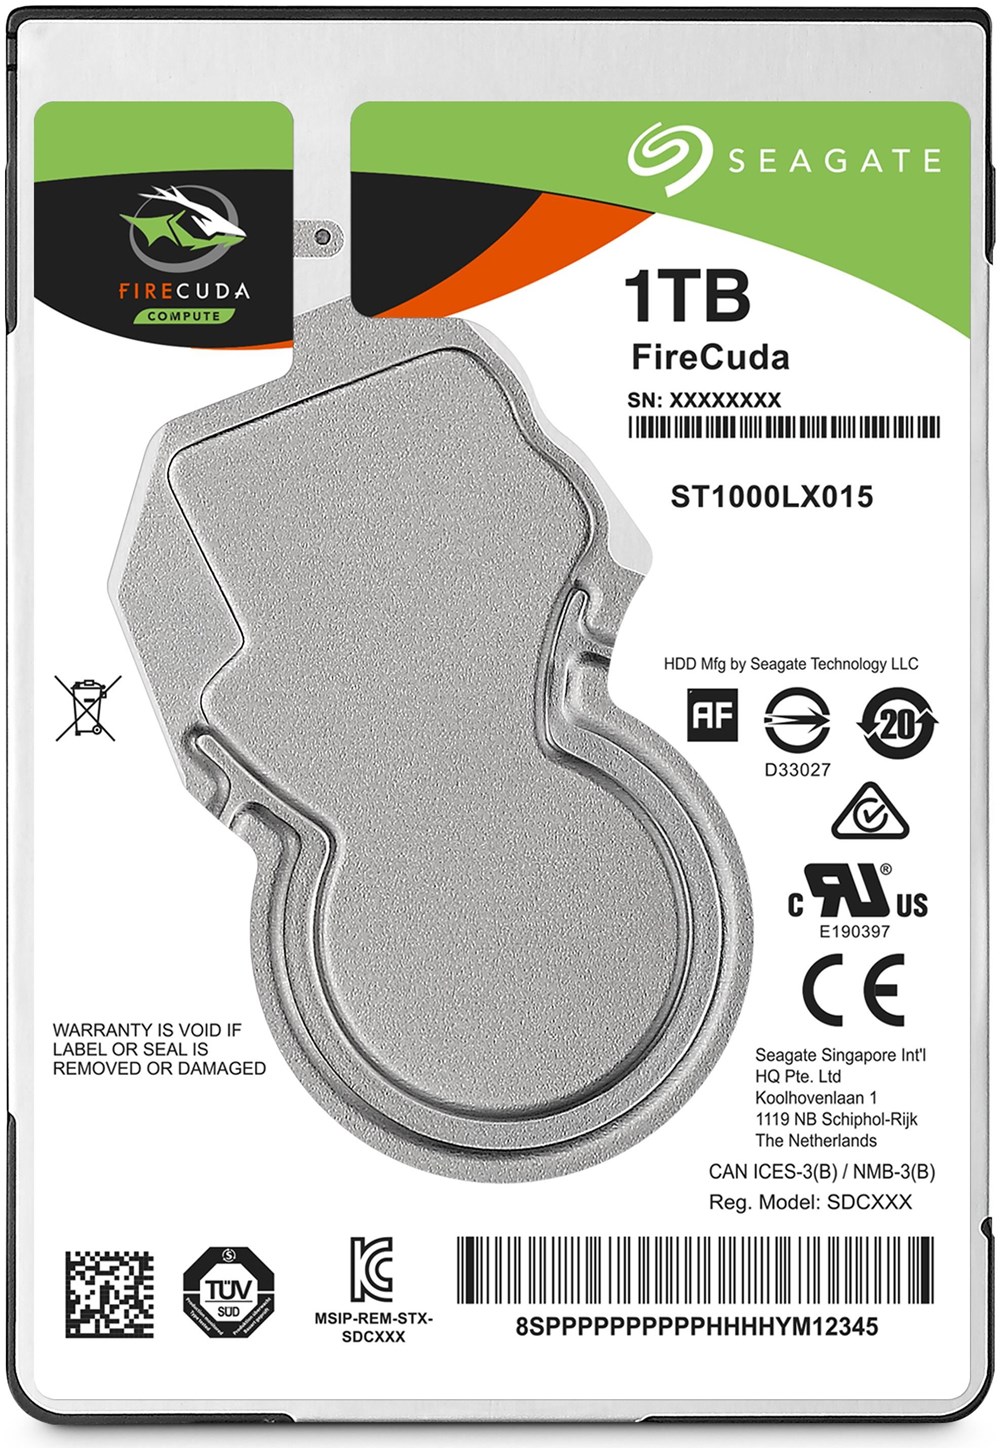 SEAGATE
FIRECUDA
COMPUTE
1TB
FireCuda
SN: XXXXXXXX
ST1000LX015
HDD Mfg by Seagate Technology LLC
AF
20
D33027
C UL® US
E190397
CE
WARRANTY IS VOID IF
LABEL OR SEAL IS
REMOVED OR DAMAGED
Seagate Singapore Int'l
HQ Pte. Ltd
Koolhovenlaan 1
1119 NB Schiphol-Rijk
The Netherlands
CAN ICES-3(B) / NMB-3(B)
Reg. Model: SDCXXX
S
TÜV
SÜD
KC
MSIP-REM-STX-
SDCXXX
8SPPPPPPPPPPPHHHHYM12345